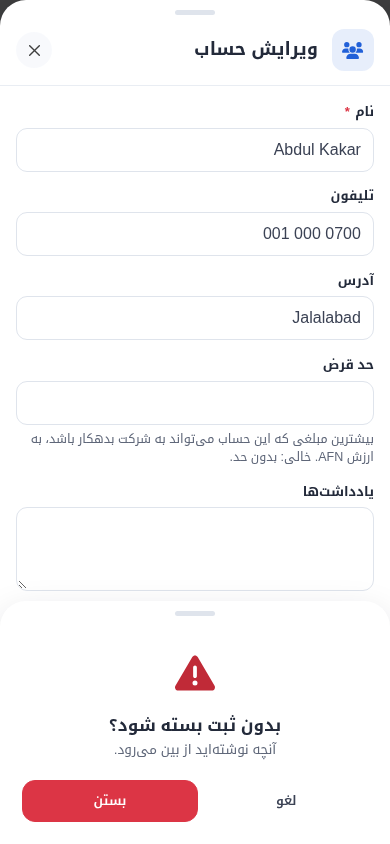 ویرایش حساب
نام *
Abdul Kakar
تلیفون
001 000 0700
آدرس
Jalalabad
حد قرض
بیشترین مبلغی که این حساب می‌تواند به شرکت بدهکار باشد، به
ارزش AFN. خالی: بدون حد.
یادداشت‌ها
بدون ثبت بسته شود؟
آنچه نوشته‌اید از بین می‌رود.
لغو
بستن